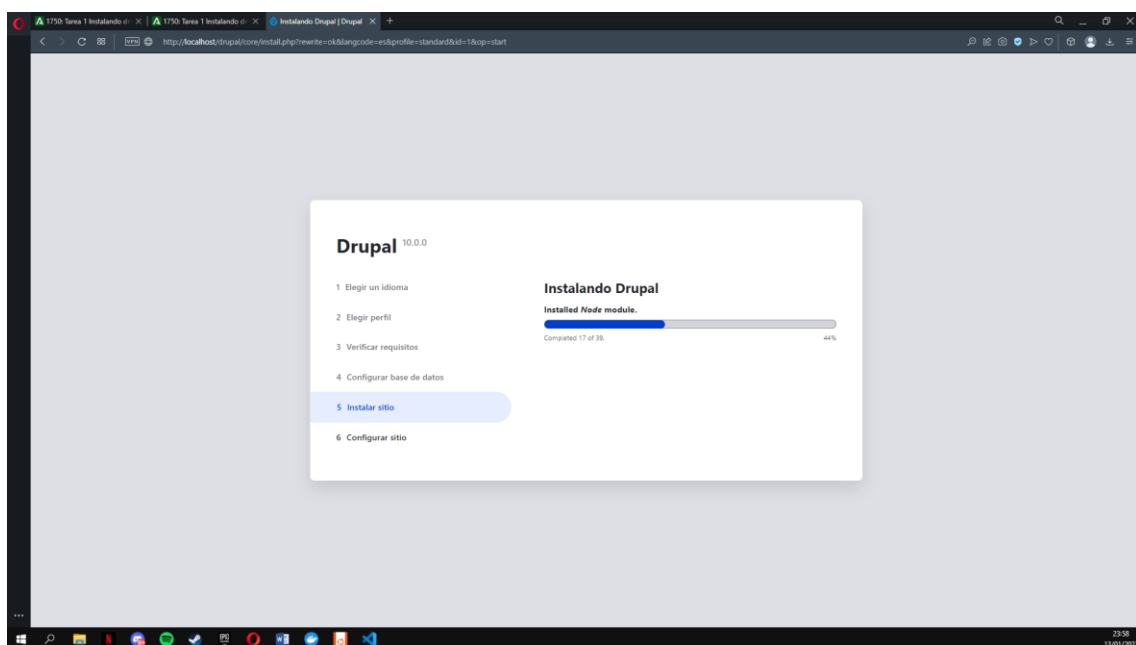 1750: Tarea 1 Instalando d
1750: Tarea 1 Instalando d
Instalando Drupal | Drupal
VPN
http://localhost/drupal/core/install.php?rewrite=ok&langcode=es&profile=standard&id=1&op=start
Drupal 10.0.0
1 Elegir un idioma
2 Elegir perfil
3 Verificar requisitos
4 Configurar base de datos
5 Instalar sitio
6 Configurar sitio
Instalando Drupal
Installed Node module.
Completed 17 of 39.
44%
EPIC
23:58